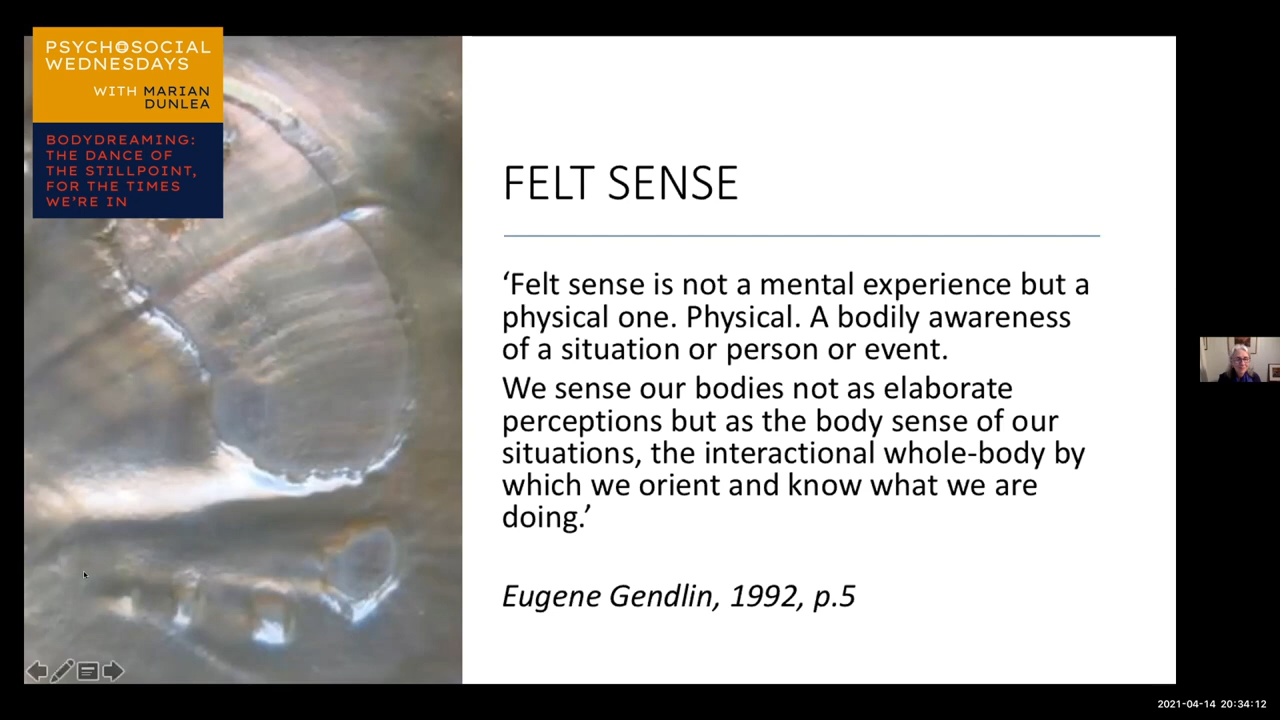 PSYCHOSOCIAL
WEDNESDAYS
WITH MARIAN
DUNLEA
BODYDREAMING:
THE DANCE OF
THE STILLPOINT,
FOR THE TIMES
WE'RE IN
FELT SENSE
‘Felt sense is not a mental experience but a
physical one. Physical. A bodily awareness
of a situation or person or event.
We sense our bodies not as elaborate
perceptions but as the body sense of our
situations, the interactional whole-body by
which we orient and know what we are
doing.’
Eugene Gendlin, 1992, p.5
2021-04-14 20:34:12